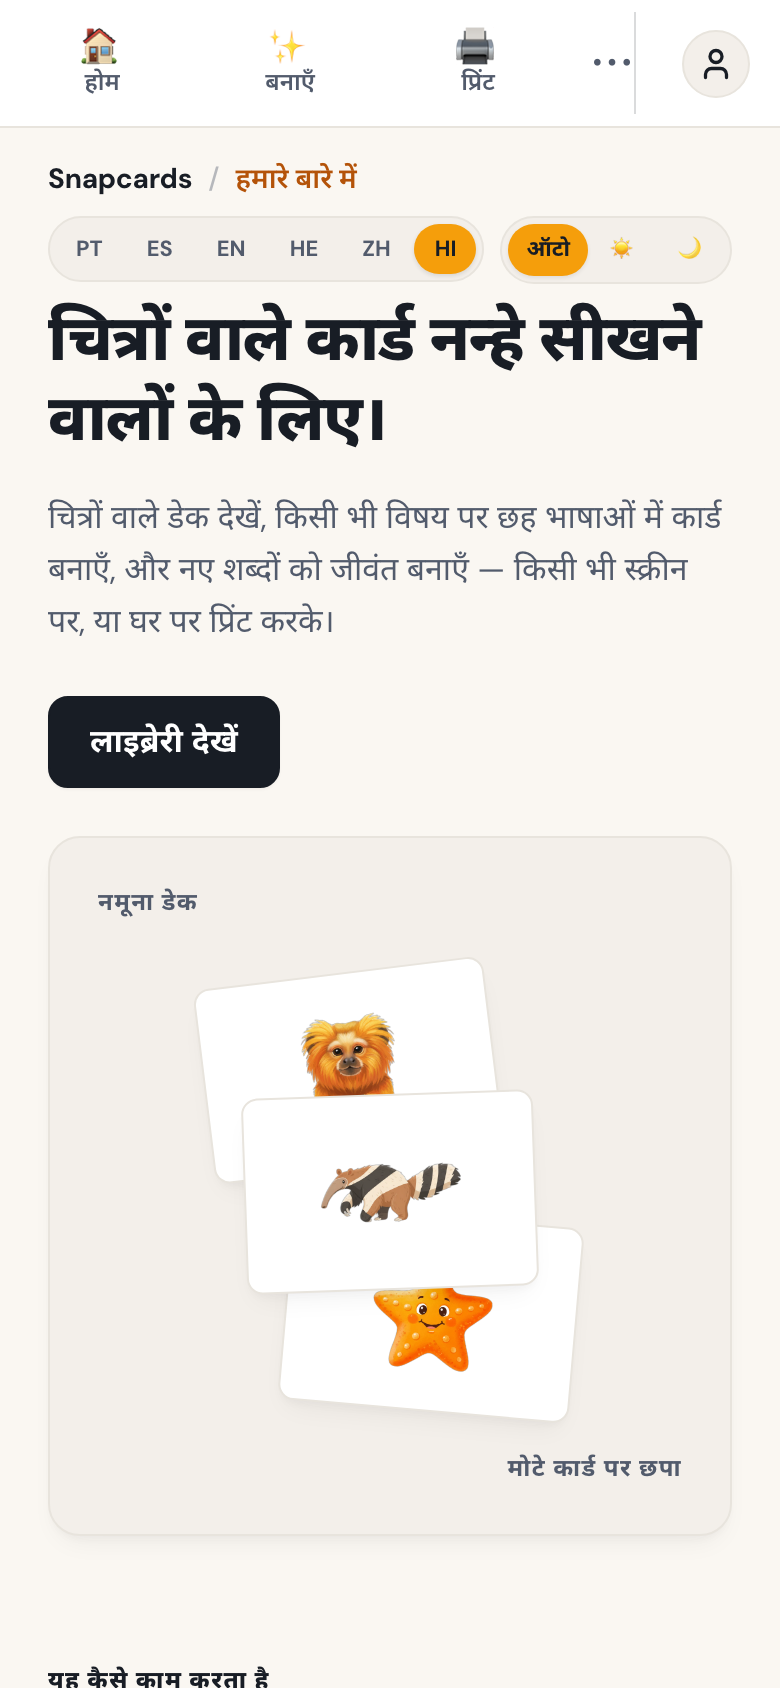 होम
बनाएँ
प्रिंट
Snapcards / हमारे बारे में
PT ES EN HE ZH HI ऑटो
चित्रों वाले कार्ड नन्हे सीखने
वालों के लिए।
चित्रों वाले डेक देखें, किसी भी विषय पर छह भाषाओं में कार्ड
बनाएँ, और नए शब्दों को जीवंत बनाएँ — किसी भी स्क्रीन
पर, या घर पर प्रिंट करके।
लाइब्रेरी देखें
नमूना डेक
मोटे कार्ड पर छपा
यह कैसे काम करता है